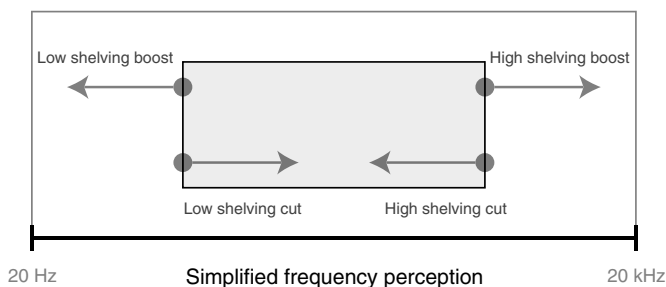 Low shelving boost
High shelving boost
Low shelving cut
High shelving cut
20 Hz
Simplified frequency perception
20 kHz